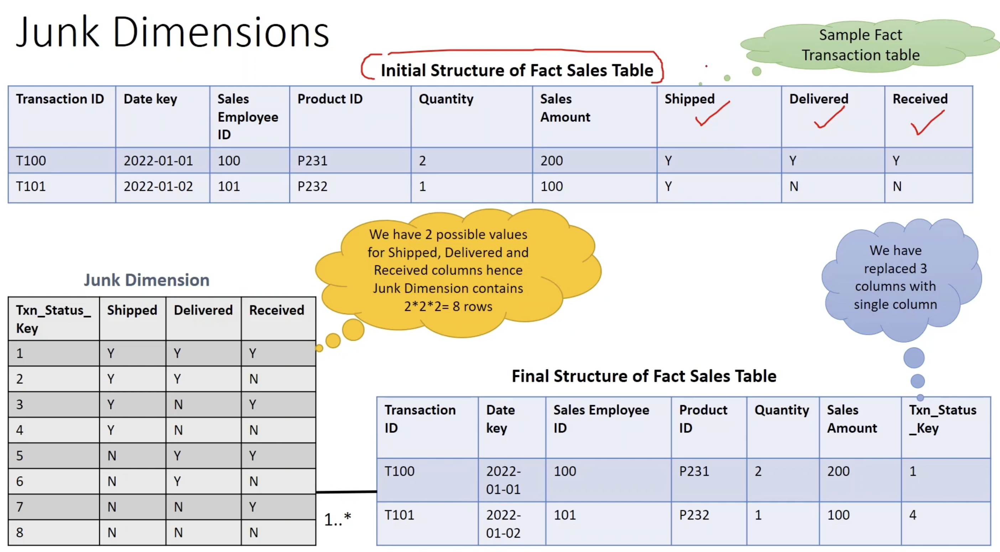 Junk Dimensions
Sample Fact
Transaction table
Initial Structure of Fact Sales Table
Transaction ID Date key Sales Employee ID Product ID Quantity Sales Amount Shipped Delivered Received
T100 2022-01-01 100 P231 2 200 Y Y Y
T101 2022-01-02 101 P232 1 100 Y N N
We have 2 possible values
for Shipped, Delivered and
Received columns hence
Junk Dimension contains
2*2*2= 8 rows
We have
replaced 3
columns with
single column
Junk Dimension
Txn_Status_Key Shipped Delivered Received
1 Y Y Y
2 Y Y N
3 Y N Y
4 Y N N
5 N Y Y
6 N Y N
7 N N Y
8 N N N
1..*
Final Structure of Fact Sales Table
Transaction ID Date key Sales Employee ID Product ID Quantity Sales Amount Txn_Status_Key
T100 2022-01-01 100 P231 2 200 1
T101 2022-01-02 101 P232 1 100 4